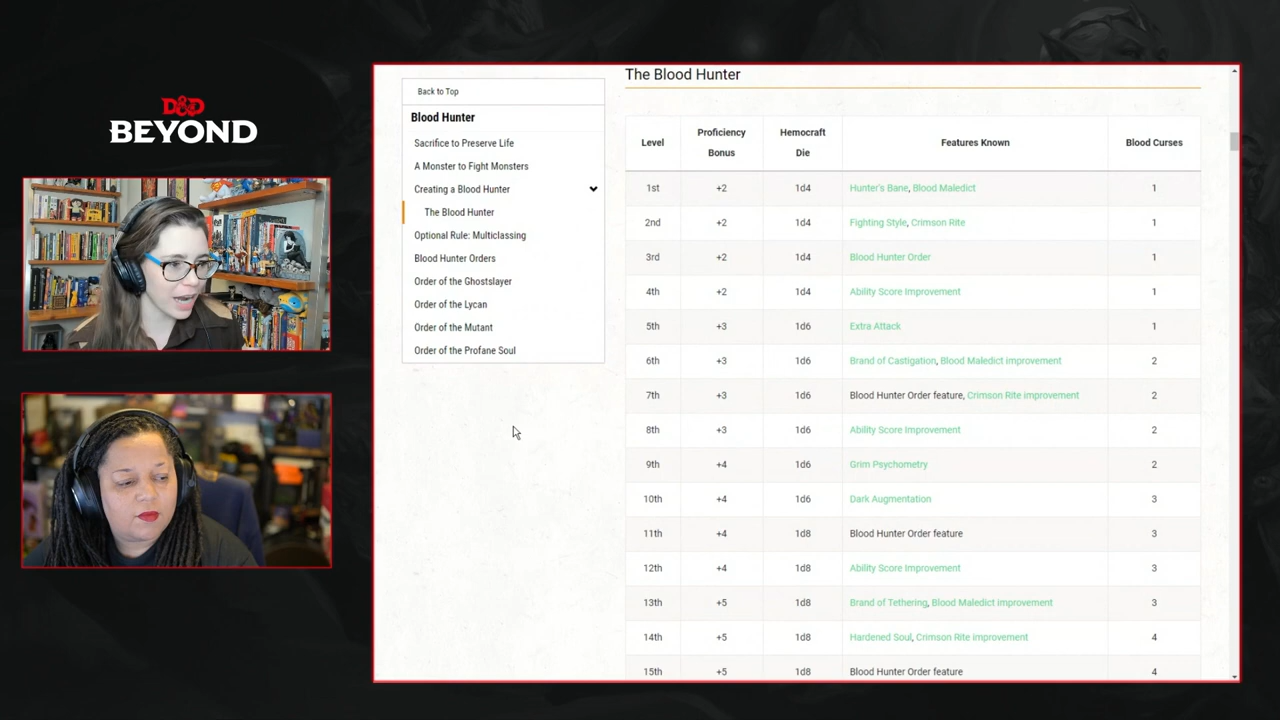 D&D
BEYOND
Back to Top
Blood Hunter
Sacrifice to Preserve Life
A Monster to Fight Monsters
Creating a Blood Hunter
The Blood Hunter
Optional Rule: Multiclassing
Blood Hunter Orders
Order of the Ghostslayer
Order of the Lycan
Order of the Mutant
Order of the Profane Soul
The Blood Hunter
Level Proficiency Bonus Hemocraft Die Features Known Blood Curses
1st +2 1d4 Hunter's Bane, Blood Maledict 1
2nd +2 1d4 Fighting Style, Crimson Rite 1
3rd +2 1d4 Blood Hunter Order 1
4th +2 1d4 Ability Score Improvement 1
5th +3 1d6 Extra Attack 1
6th +3 1d6 Brand of Castigation, Blood Maledict improvement 2
7th +3 1d6 Blood Hunter Order feature, Crimson Rite improvement 2
8th +3 1d6 Ability Score Improvement 2
9th +4 1d6 Grim Psychometry 2
10th +4 1d6 Dark Augmentation 3
11th +4 1d8 Blood Hunter Order feature 3
12th +4 1d8 Ability Score Improvement 3
13th +5 1d8 Brand of Tethering, Blood Maledict improvement 3
14th +5 1d8 Hardened Soul, Crimson Rite improvement 4
15th +5 1d8 Blood Hunter Order feature 4